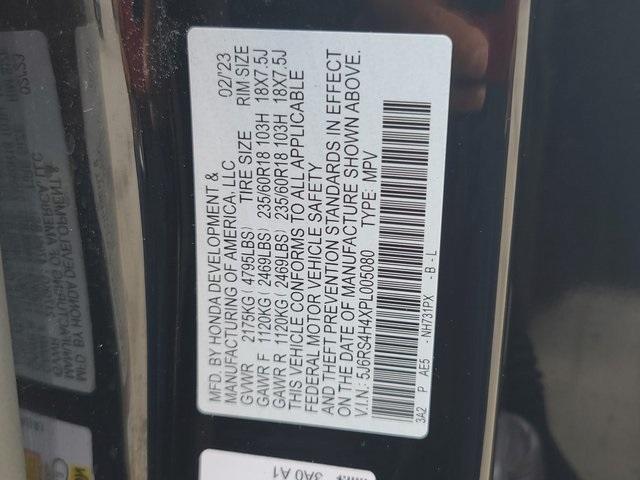 MFD. BY HONDA DEVELOPMENT & 02/'23
MANUFACTURING OF AMERICA, LLC
TIRE SIZE RIM SIZE
GVWR 2175KG ( 4795LBS)
GAWR F 1120KG ( 2469LBS) 235/60R18 103H 18X7.5J
GAWR R 1120KG ( 2469LBS) 235/60R18 103H 18X7.5J
THIS VEHICLE CONFORMS TO ALL APPLICABLE
FEDERAL MOTOR VEHICLE SAFETY
AND THEFT PREVENTION STANDARDS IN EFFECT
ON THE DATE OF MANUFACTURE SHOWN ABOVE.
V.I.N.: 5J6RS4H4XPL005080 TYPE: MPV
3A2 P AE5 - NH731PX - B - L
3A0 A1